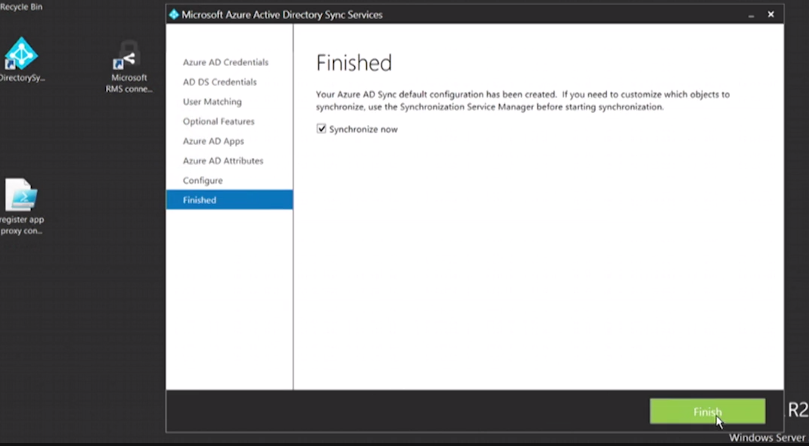 Recycle Bin
Microsoft Azure Active Directory Sync Services
DirectorySy...
Microsoft
RMS conne...
register app
proxy con...
Azure AD Credentials
AD DS Credentials
User Matching
Optional Features
Azure AD Apps
Azure AD Attributes
Configure
Finished
Finished
Your Azure AD Sync default configuration has been created. If you need to customize which objects to
synchronize, use the Synchronization Service Manager before starting synchronization.
Synchronize now
Finish
R2
Windows Server